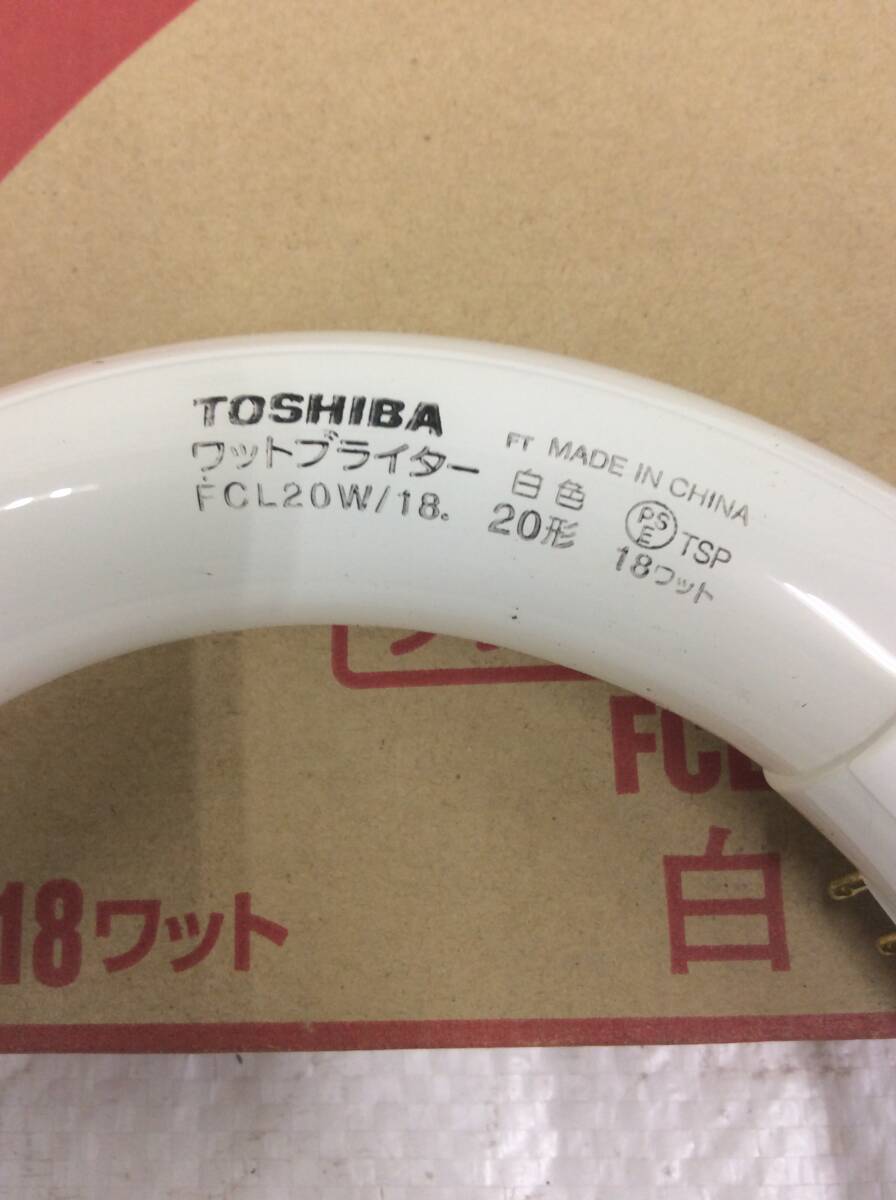 TOSHIBA
ワットブライター
FCL20W/18.
白色
20形
FT MADE IN CHINA
PSE TSP
18ワット
FCL
白
18ワット